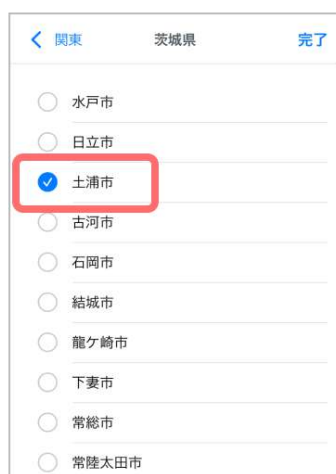 関東 茨城県 完了
水戸市
日立市
土浦市
古河市
石岡市
結城市
龍ケ崎市
下妻市
常総市
常陸太田市